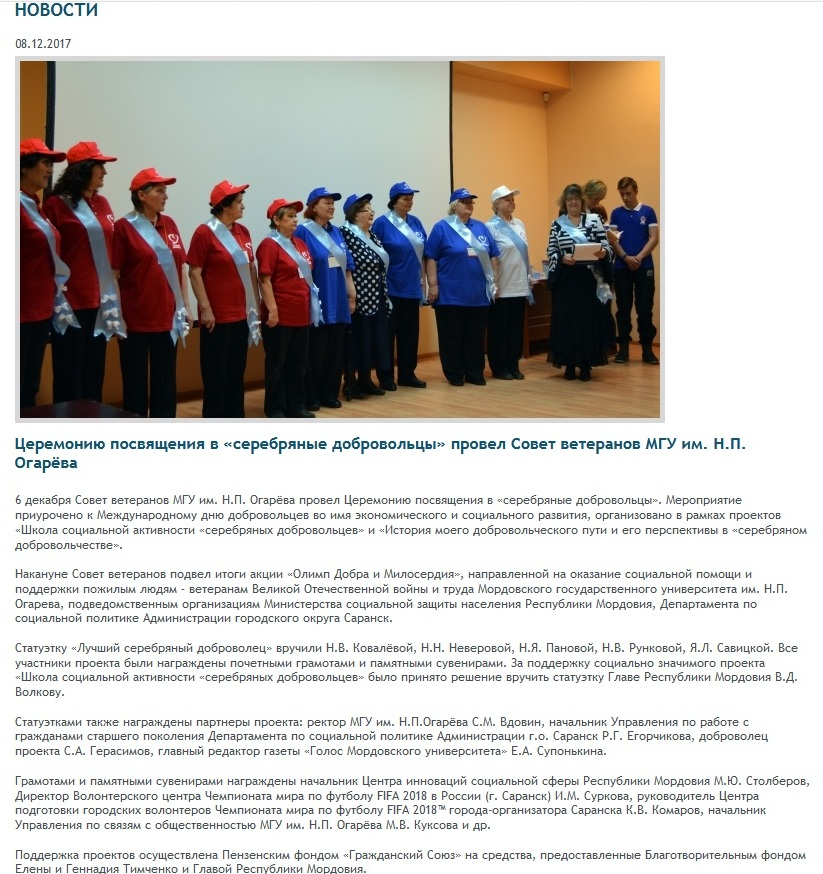 НОВОСТИ
08.12.2017
Церемонию посвящения в «серебряные добровольцы» провел Совет ветеранов МГУ им. Н.П.
Огарёва
6 декабря Совет ветеранов МГУ им. Н.П. Огарёва провел Церемонию посвящения в «серебряные добровольцы». Мероприятие
приурочено к Международному дню добровольцев во имя экономического и социального развития, организовано в рамках проектов
«Школа социальной активности «серебряных добровольцев» и «История моего добровольческого пути и его перспективы в «серебряном
добровольчестве».
Накануне Совет ветеранов подвел итоги акции «Олимп Добра и Милосердия», направленной на оказание социальной помощи и
поддержки пожилым людям - ветеранам Великой Отечественной войны и труда Мордовского государственного университета им. Н.П.
Огарева, подведомственным организациям Министерства социальной защиты населения Республики Мордовия, Департамента по
социальной политике Администрации городского округа Саранск.
Статуэтку «Лучший серебряный доброволец» вручили Н.В. Ковалёвой, Н.Н. Неверовой, Н.Я. Пановой, Н.В. Рунковой, Я.Л. Савицкой. Все
участники проекта были награждены почетными грамотами и памятными сувенирами. За поддержку социально значимого проекта
«Школа социальной активности «серебряных добровольцев» было принято решение вручить статуэтку Главе Республики Мордовия В.Д.
Волкову.
Статуэтками также награждены партнеры проекта: ректор МГУ им. Н.П.Огарёва С.М. Вдовин, начальник Управления по работе с
гражданами старшего поколения Департамента по социальной политике Администрации г.о. Саранск Р.Г. Егорчикова, доброволец
проекта С.А. Герасимов, главный редактор газеты «Голос Мордовского университета» Е.А. Супонькина.
Грамотами и памятными сувенирами награждены начальник Центра инноваций социальной сферы Республики Мордовия М.Ю. Столберов,
Директор Волонтерского центра Чемпионата мира по футболу FIFA 2018 в России (г. Саранск) И.М. Суркова, руководитель Центра
подготовки городских волонтеров Чемпионата мира по футболу FIFA 2018™ города-организатора Саранска К.В. Комаров, начальник
Управления по связям с общественностью МГУ им. Н.П. Огарёва М.В. Куксова и др.
Поддержка проектов осуществлена Пензенским фондом «Гражданский Союз» на средства, предоставленные Благотворительным фондом
Елены и Геннадия Тимченко и Главой Республики Мордовия.